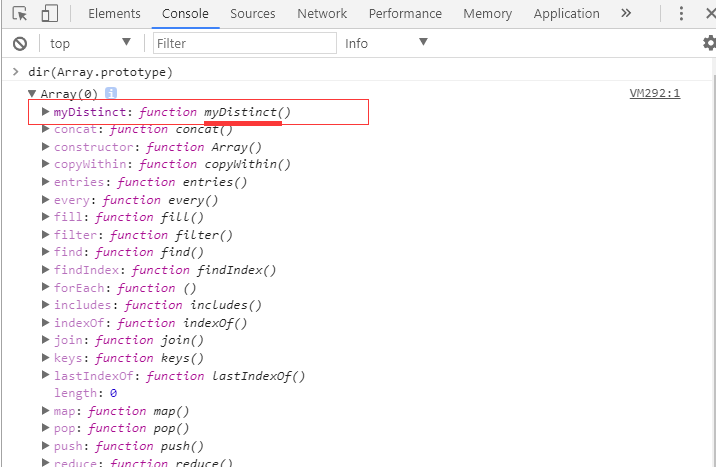 Elements Console Sources Network Performance Memory Application »
top Filter Info
> dir(Array.prototype)
Array(0) i VM292:1
myDistinct: function myDistinct()
concat: function concat()
constructor: function Array()
copyWithin: function copyWithin()
entries: function entries()
every: function every()
fill: function fill()
filter: function filter()
find: function find()
findIndex: function findIndex()
forEach: function ()
includes: function includes()
indexOf: function indexOf()
join: function join()
keys: function keys()
lastIndexOf: function lastIndexOf()
length: 0
map: function map()
pop: function pop()
push: function push()
reduce: function reduce()